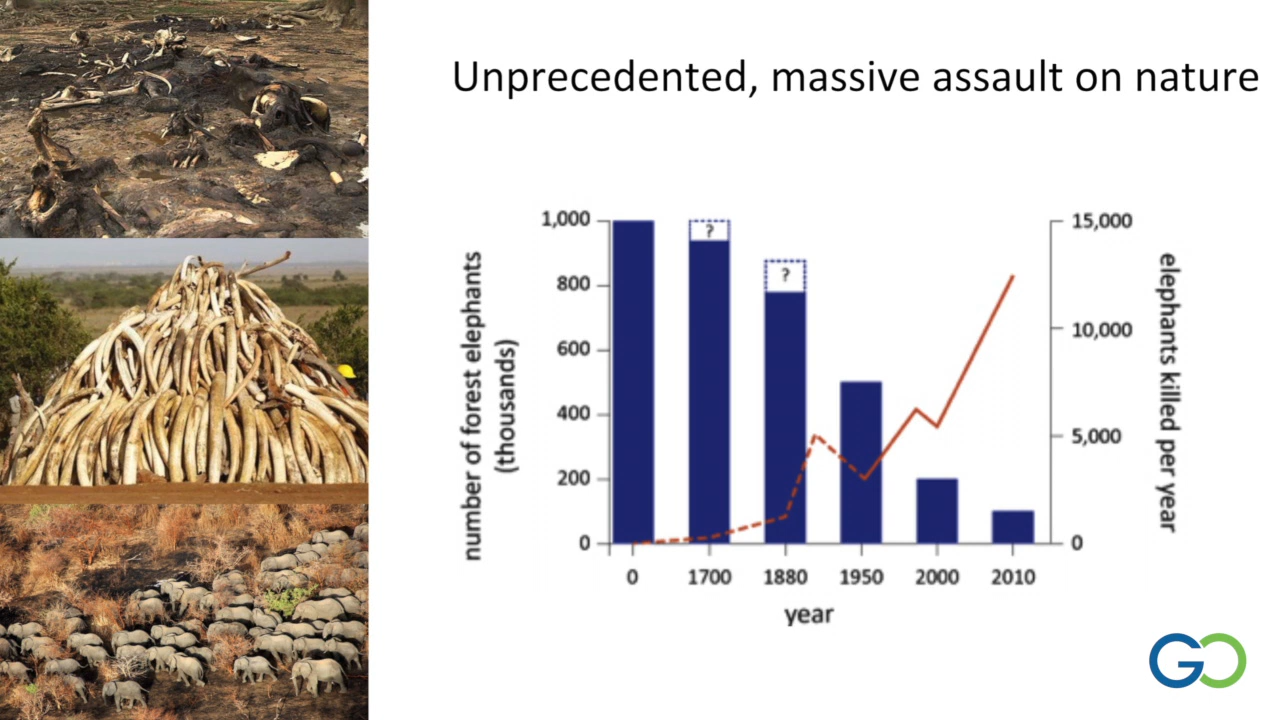 Unprecedented, massive assault on nature
number of forest elephants
(thousands)
1,000
800
600
400
200
0
?
?
15,000
10,000
5,000
0
elephants killed per year
0 1700 1880 1950 2000 2010
year
GO